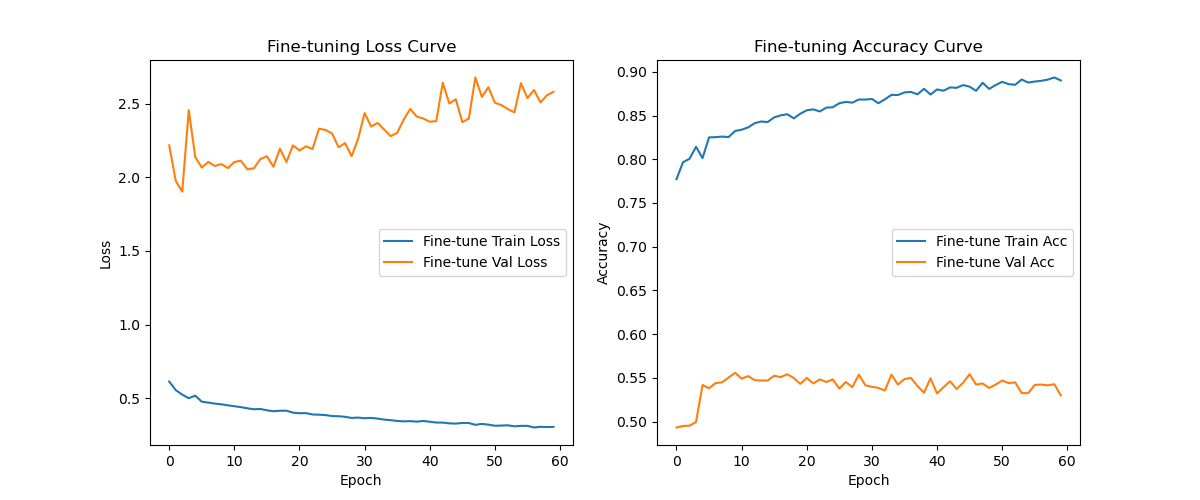 Fine-tuning Loss Curve
Loss
2.5
2.0
1.5
1.0
0.5
0 10 20 30 40 50 60
Epoch
Fine-tune Train Loss
Fine-tune Val Loss
Fine-tuning Accuracy Curve
Accuracy
0.90
0.85
0.80
0.75
0.70
0.65
0.60
0.55
0.50
0 10 20 30 40 50 60
Epoch
Fine-tune Train Acc
Fine-tune Val Acc